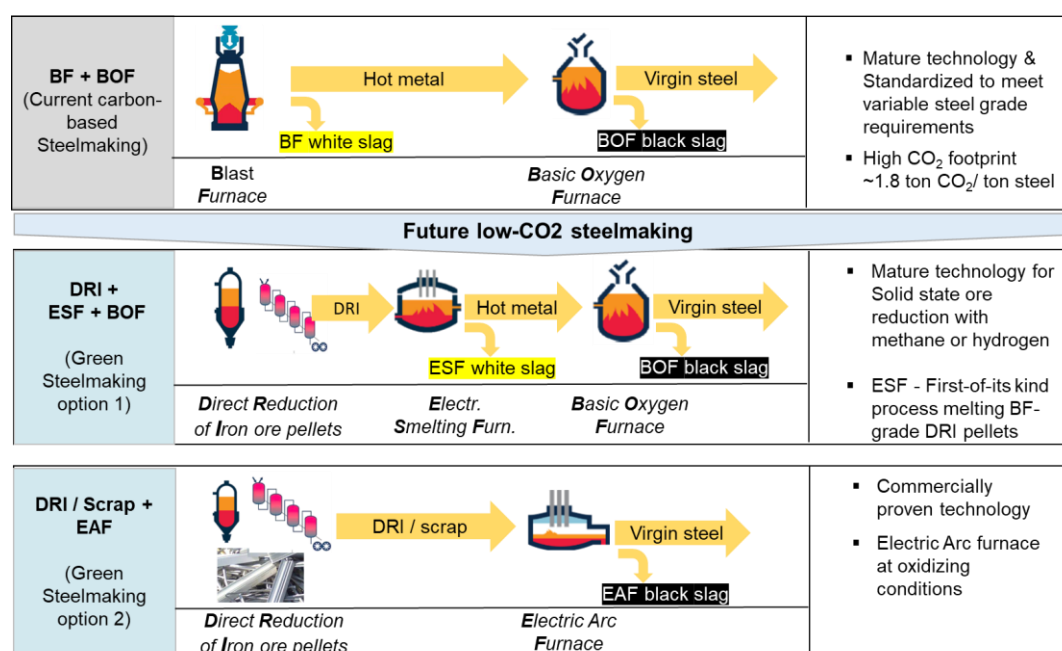 BF + BOF
(Current carbon-
based
Steelmaking)
Hot metal
Virgin steel
BF white slag
BOF black slag
Blast
Furnace
Basic Oxygen
Furnace
▪ Mature technology &
Standardized to meet
variable steel grade
requirements
▪ High CO₂ footprint
~1.8 ton CO₂/ ton steel
Future low-CO2 steelmaking
DRI +
ESF + BOF
(Green
Steelmaking
option 1)
DRI
Hot metal
Virgin steel
ESF white slag
BOF black slag
Direct Reduction
of Iron ore pellets
Electr.
Smelting Furn.
Basic Oxygen
Furnace
▪ Mature technology for
Solid state ore
reduction with
methane or hydrogen
▪ ESF - First-of-its kind
process melting BF-
grade DRI pellets
DRI / Scrap +
EAF
(Green
Steelmaking
option 2)
DRI / scrap
Virgin steel
EAF black slag
Direct Reduction
of Iron ore pellets
Electric Arc
Furnace
▪ Commercially
proven technology
▪ Electric Arc furnace
at oxidizing
conditions